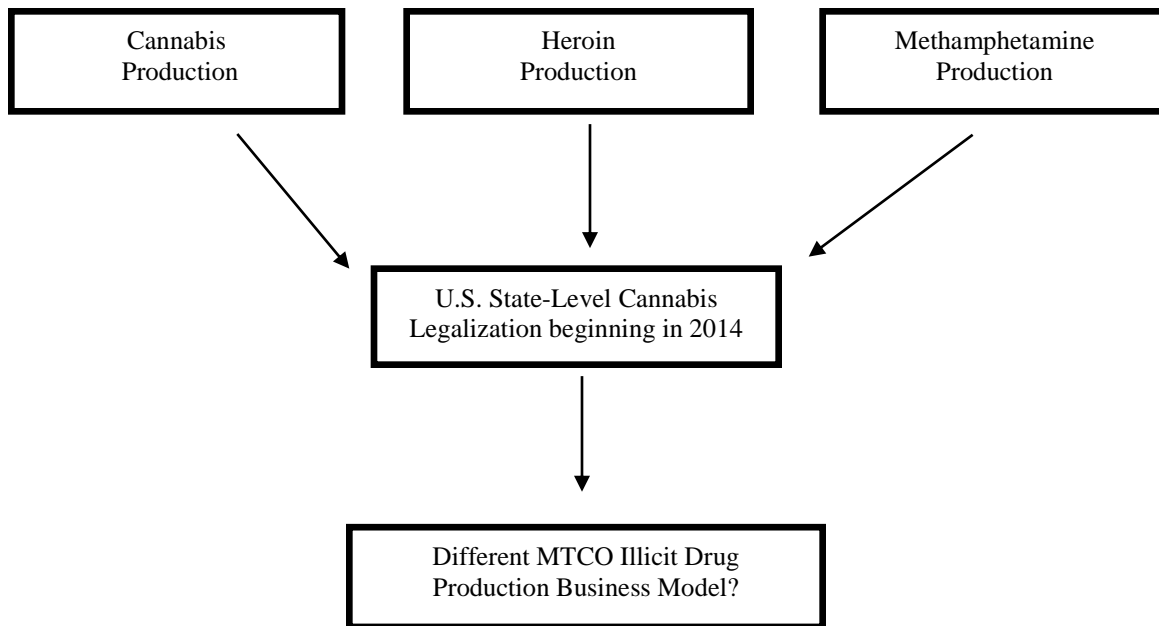 Cannabis
Production
Heroin
Production
Methamphetamine
Production
U.S. State-Level Cannabis
Legalization beginning in 2014
Different MTCO Illicit Drug
Production Business Model?